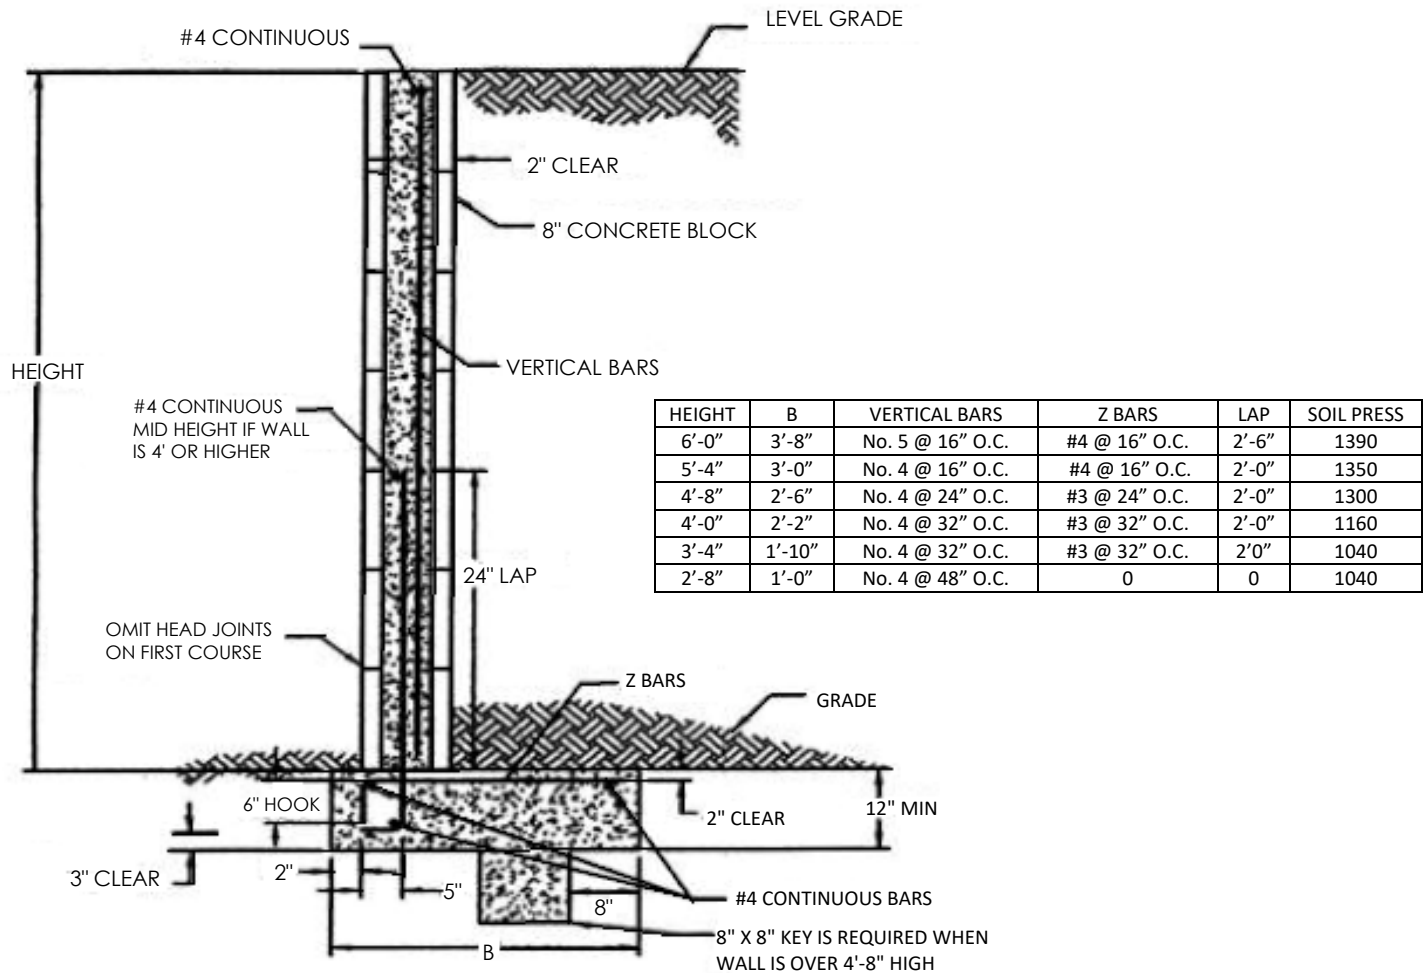 LEVEL GRADE
#4 CONTINUOUS
2" CLEAR
8" CONCRETE BLOCK
HEIGHT
VERTICAL BARS
#4 CONTINUOUS
MID HEIGHT IF WALL
IS 4' OR HIGHER
HEIGHT B VERTICAL BARS Z BARS LAP SOIL PRESS
6’-0” 3’-8” No. 5 @ 16” O.C. #4 @ 16” O.C. 2’-6” 1390
5’-4” 3’-0” No. 4 @ 16” O.C. #4 @ 16” O.C. 2’-0” 1350
4’-8” 2’-6” No. 4 @ 24” O.C. #3 @ 24” O.C. 2’-0” 1300
4’-0” 2’-2” No. 4 @ 32” O.C. #3 @ 32” O.C. 2’-0” 1160
3’-4” 1’-10” No. 4 @ 32” O.C. #3 @ 32” O.C. 2’0” 1040
2’-8” 1’-0” No. 4 @ 48” O.C. 0 0 1040
24" LAP
OMIT HEAD JOINTS
ON FIRST COURSE
Z BARS
GRADE
6" HOOK
2" CLEAR
12" MIN
3" CLEAR
2"
5"
8"
#4 CONTINUOUS BARS
B
8" X 8" KEY IS REQUIRED WHEN
WALL IS OVER 4'-8" HIGH